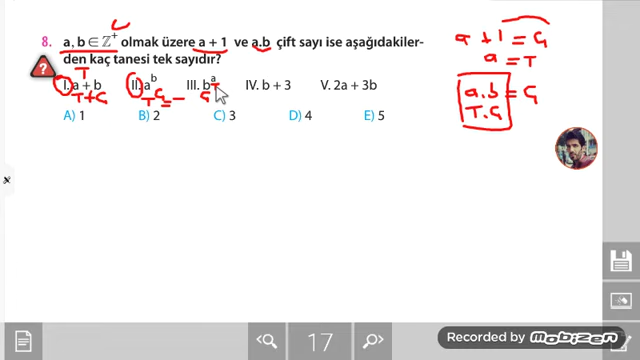 8. a, b ∈ Z⁺ olmak üzere a + 1 ve a.b çift sayı ise aşağıdakiler-
den kaç tanesi tek sayıdır?
I. a + b II. aᵇ III. bᵃ IV. b + 3 V. 2a + 3b
A) 1 B) 2 C) 3 D) 4 E) 5
T
T+Ç
T Ç = -
Ç T
a + 1 = Ç
a = T
a.b = Ç
T.Ç
?
17
Recorded by MOBIZEN